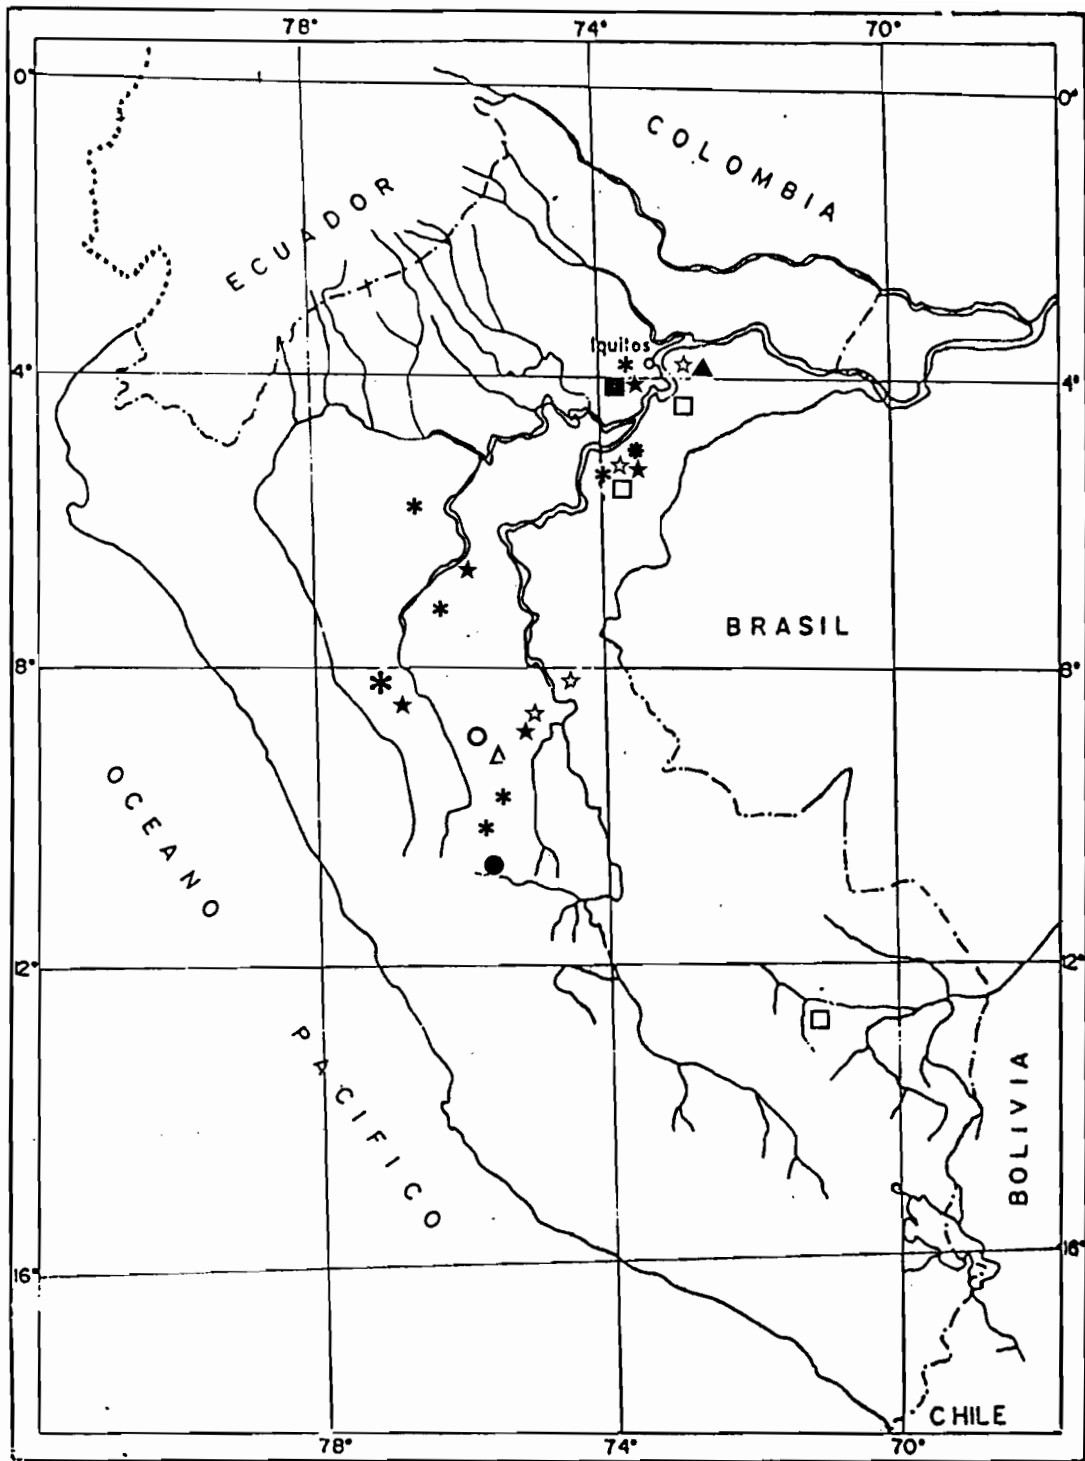 78° 74° 70°
0° 0°
COLOMBIA
ECUADOR
Iquitos
4° 4°
BRASIL
8° 8°
OCEANO
12° 12°
PACIFICO
BOLIVIA
16° 16°
CHILE
78° 74° 70°